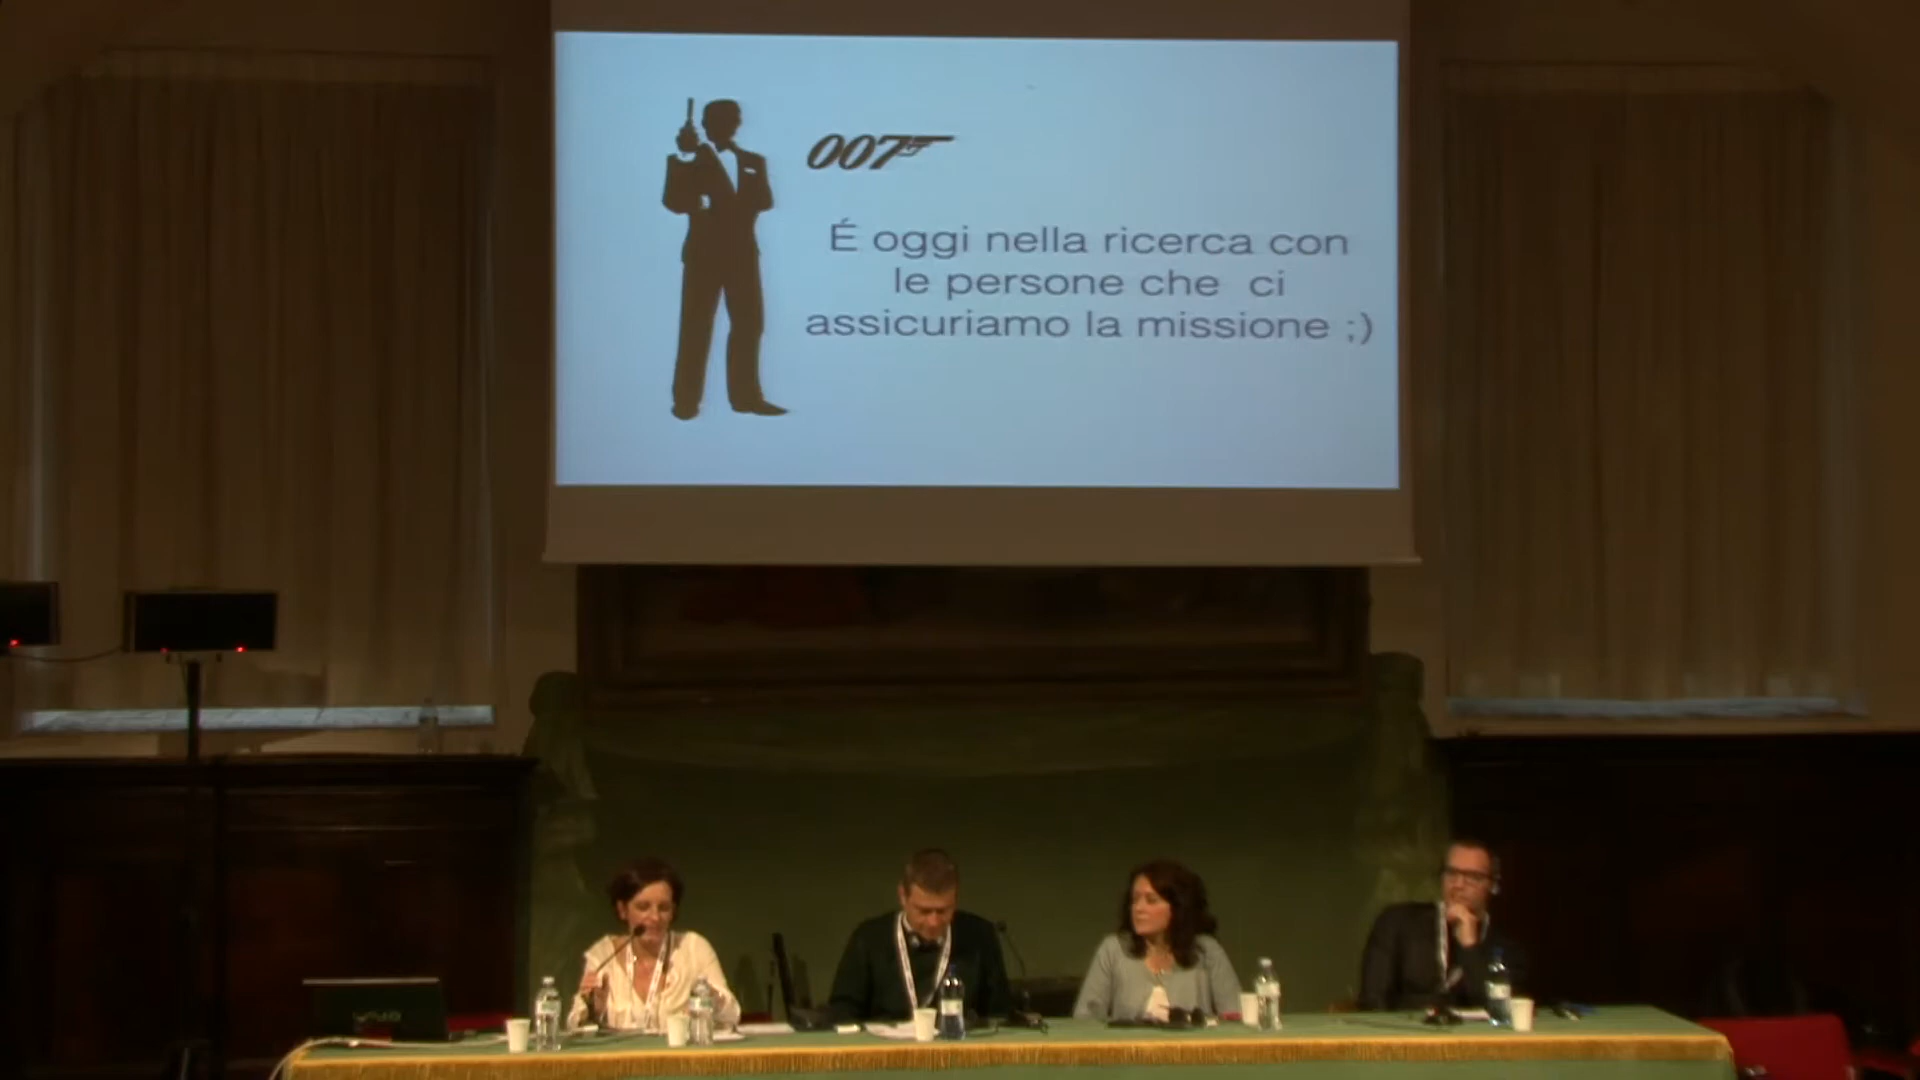 007
É oggi nella ricerca con
le persone che ci
assicuriamo la missione ;)